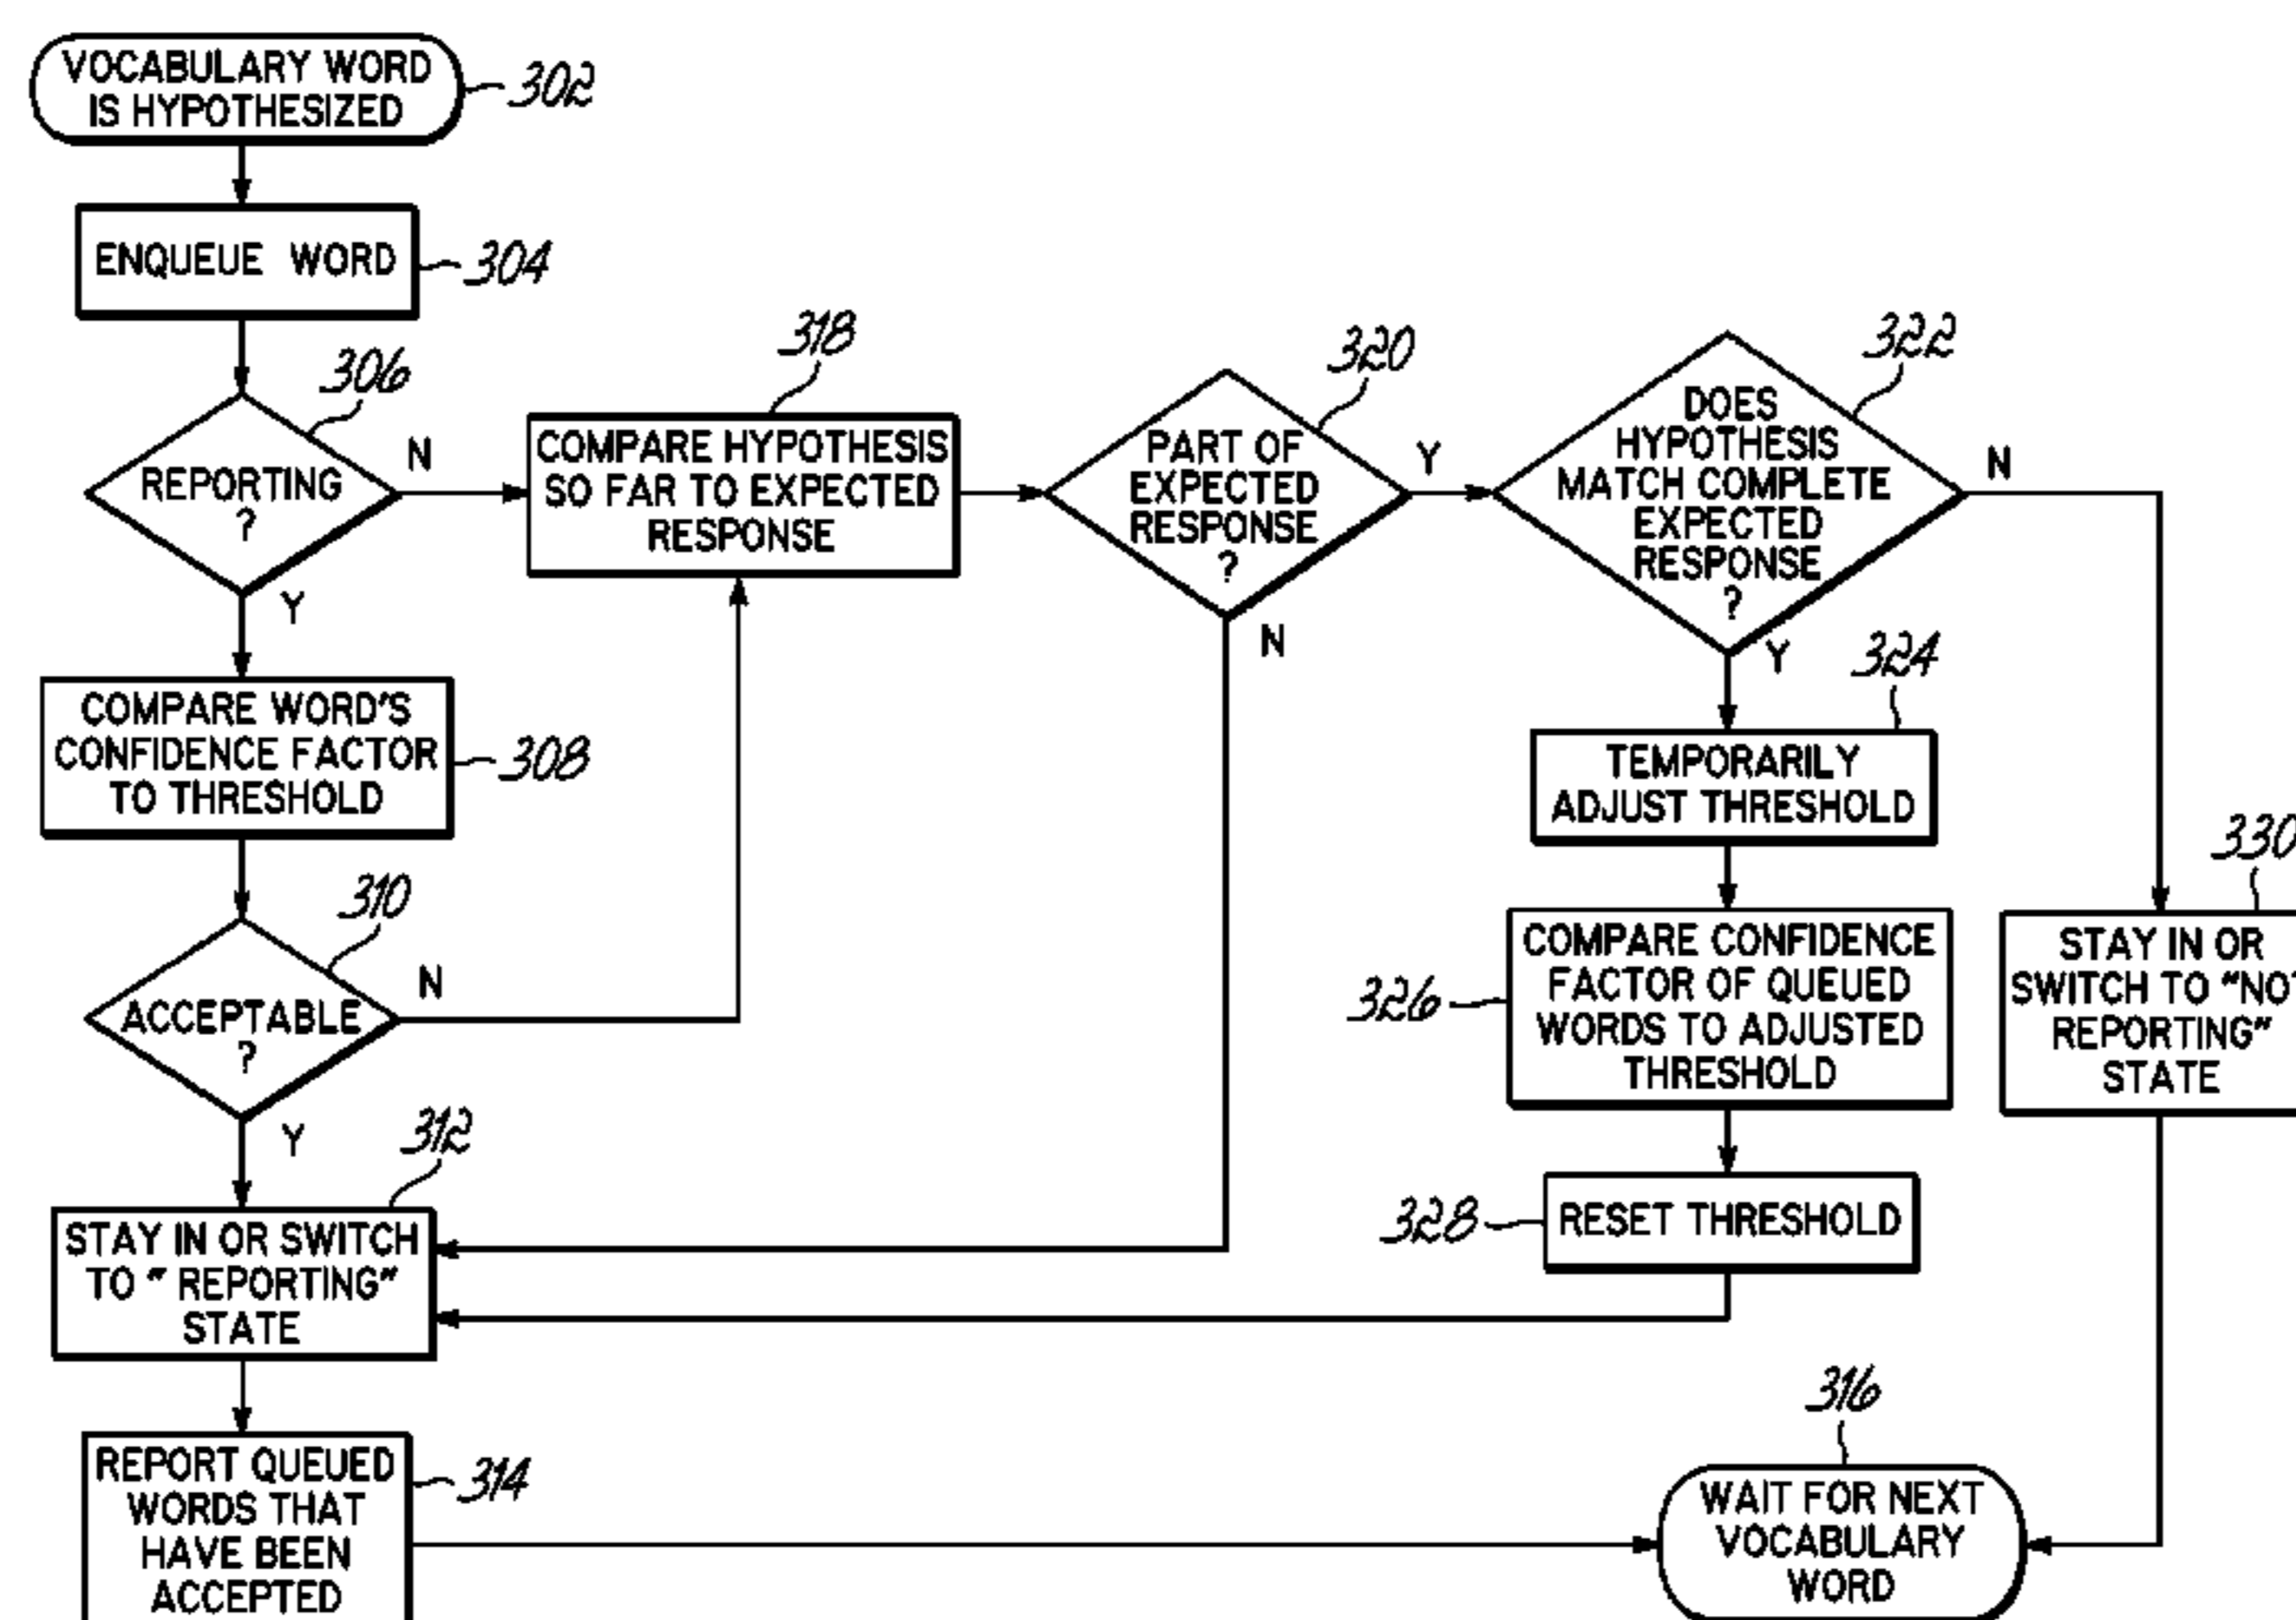 VOCABULARY WORD
IS HYPOTHESIZED
302
ENQUEUE WORD
304
306
REPORTING
?
N
Y
318
COMPARE HYPOTHESIS
SO FAR TO EXPECTED
RESPONSE
320
PART OF
EXPECTED
RESPONSE
?
Y
N
322
DOES
HYPOTHESIS
MATCH COMPLETE
EXPECTED
RESPONSE
?
N
Y
COMPARE WORD'S
CONFIDENCE FACTOR
TO THRESHOLD
308
324
TEMPORARILY
ADJUST THRESHOLD
310
ACCEPTABLE
?
N
Y
326
COMPARE CONFIDENCE
FACTOR OF QUEUED
WORDS TO ADJUSTED
THRESHOLD
330
STAY IN OR
SWITCH TO "NOT
REPORTING"
STATE
312
STAY IN OR SWITCH
TO " REPORTING"
STATE
328
RESET THRESHOLD
REPORT QUEUED
WORDS THAT
HAVE BEEN
ACCEPTED
314
316
WAIT FOR NEXT
VOCABULARY
WORD